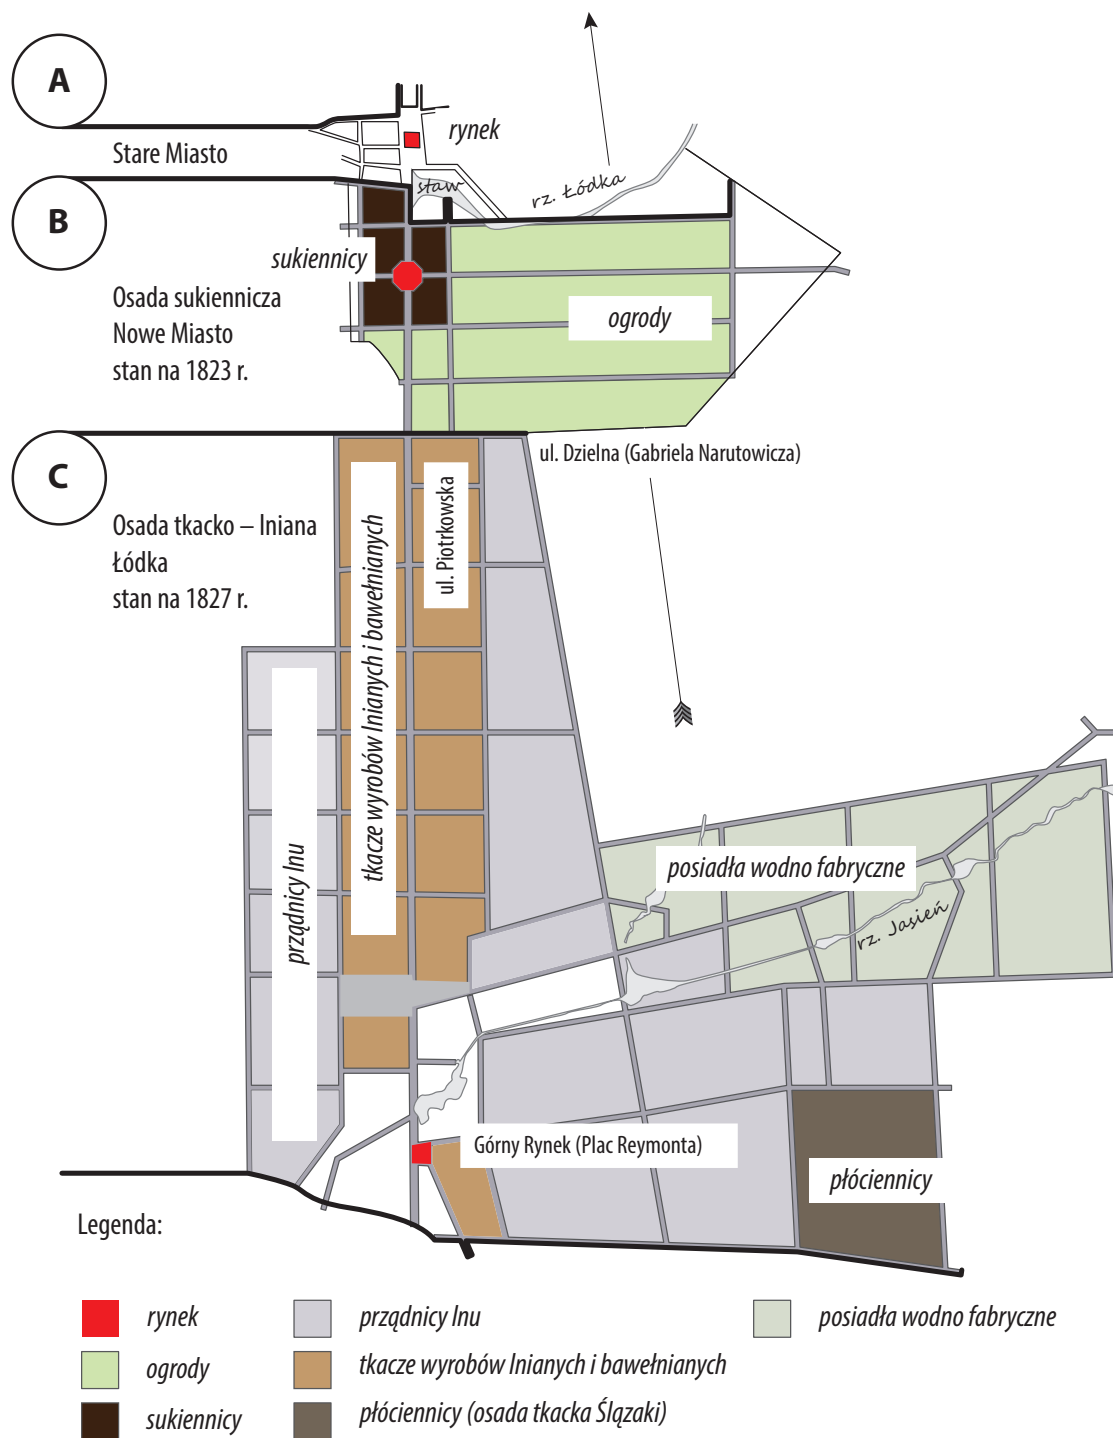 A
rynek
Stare Miasto
staw
rz. Łódka
B
sukiennicy
Osada sukiennicza
Nowe Miasto
stan na 1823 r.
ogrody
ul. Dzielna (Gabriela Narutowicza)
C
Osada tkacko – lniana
Łódka
stan na 1827 r.
ul. Piotrkowska
tkacze wyrobów lnianych i bawełnianych
prządnicy lnu
posiadła wodno fabryczne
rz. Jasień
Górny Rynek (Plac Reymonta)
płóciennicy
Legenda:
rynek
prządnicy lnu
posiadła wodno fabryczne
ogrody
tkacze wyrobów lnianych i bawełnianych
sukiennicy
płóciennicy (osada tkacka Ślązaki)